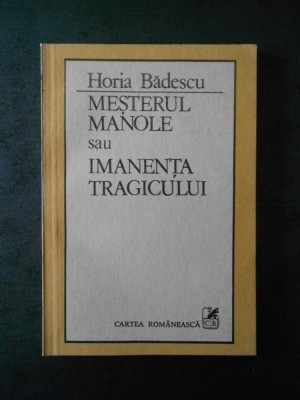 Horia Bădescu
MEȘTERUL
MANOLE
sau
IMANENȚA
TRAGICULUI
CARTEA ROMÂNEASCĂ
CR